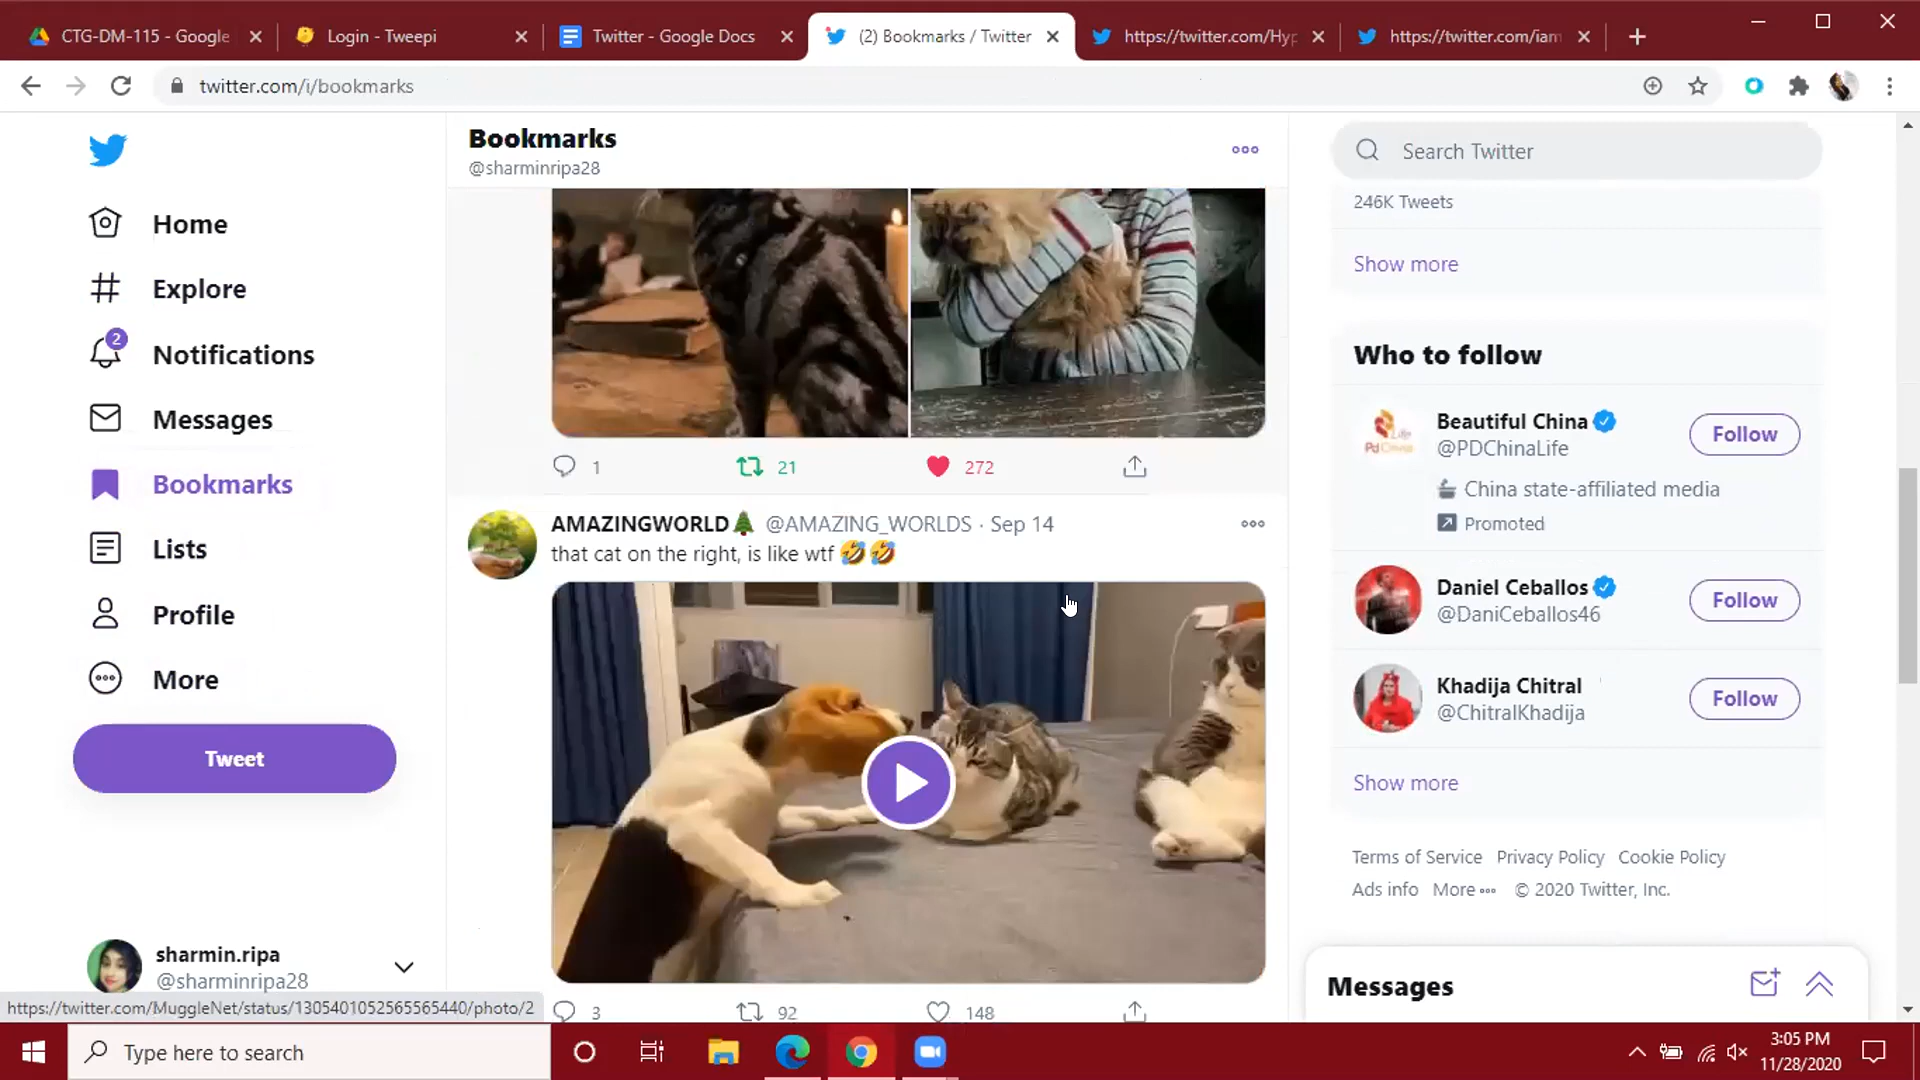 CTG-DM-115 - Google
Login - Tweepi
Twitter - Google Docs
(2) Bookmarks / Twitter
https://twitter.com/Hyp
https://twitter.com/iam
twitter.com/i/bookmarks
Bookmarks
@sharminripa28
Search Twitter
246K Tweets
Show more
Home
Explore
2
Notifications
Messages
Bookmarks
Lists
Profile
More
Tweet
sharmin.ripa
@sharminripa28
1
21
272
AMAZINGWORLD🌲 @AMAZING_WORLDS · Sep 14
that cat on the right, is like wtf 🤣🤣
3
92
148
Who to follow
Beautiful China
@PDChinaLife
Follow
China state-affiliated media
Promoted
Daniel Ceballos
@DaniCeballos46
Follow
Khadija Chitral
@ChitralKhadija
Follow
Show more
Terms of Service Privacy Policy Cookie Policy
Ads info More ••• © 2020 Twitter, Inc.
Messages
https://twitter.com/MuggleNet/status/1305401052565565440/photo/2
Type here to search
3:05 PM
11/28/2020